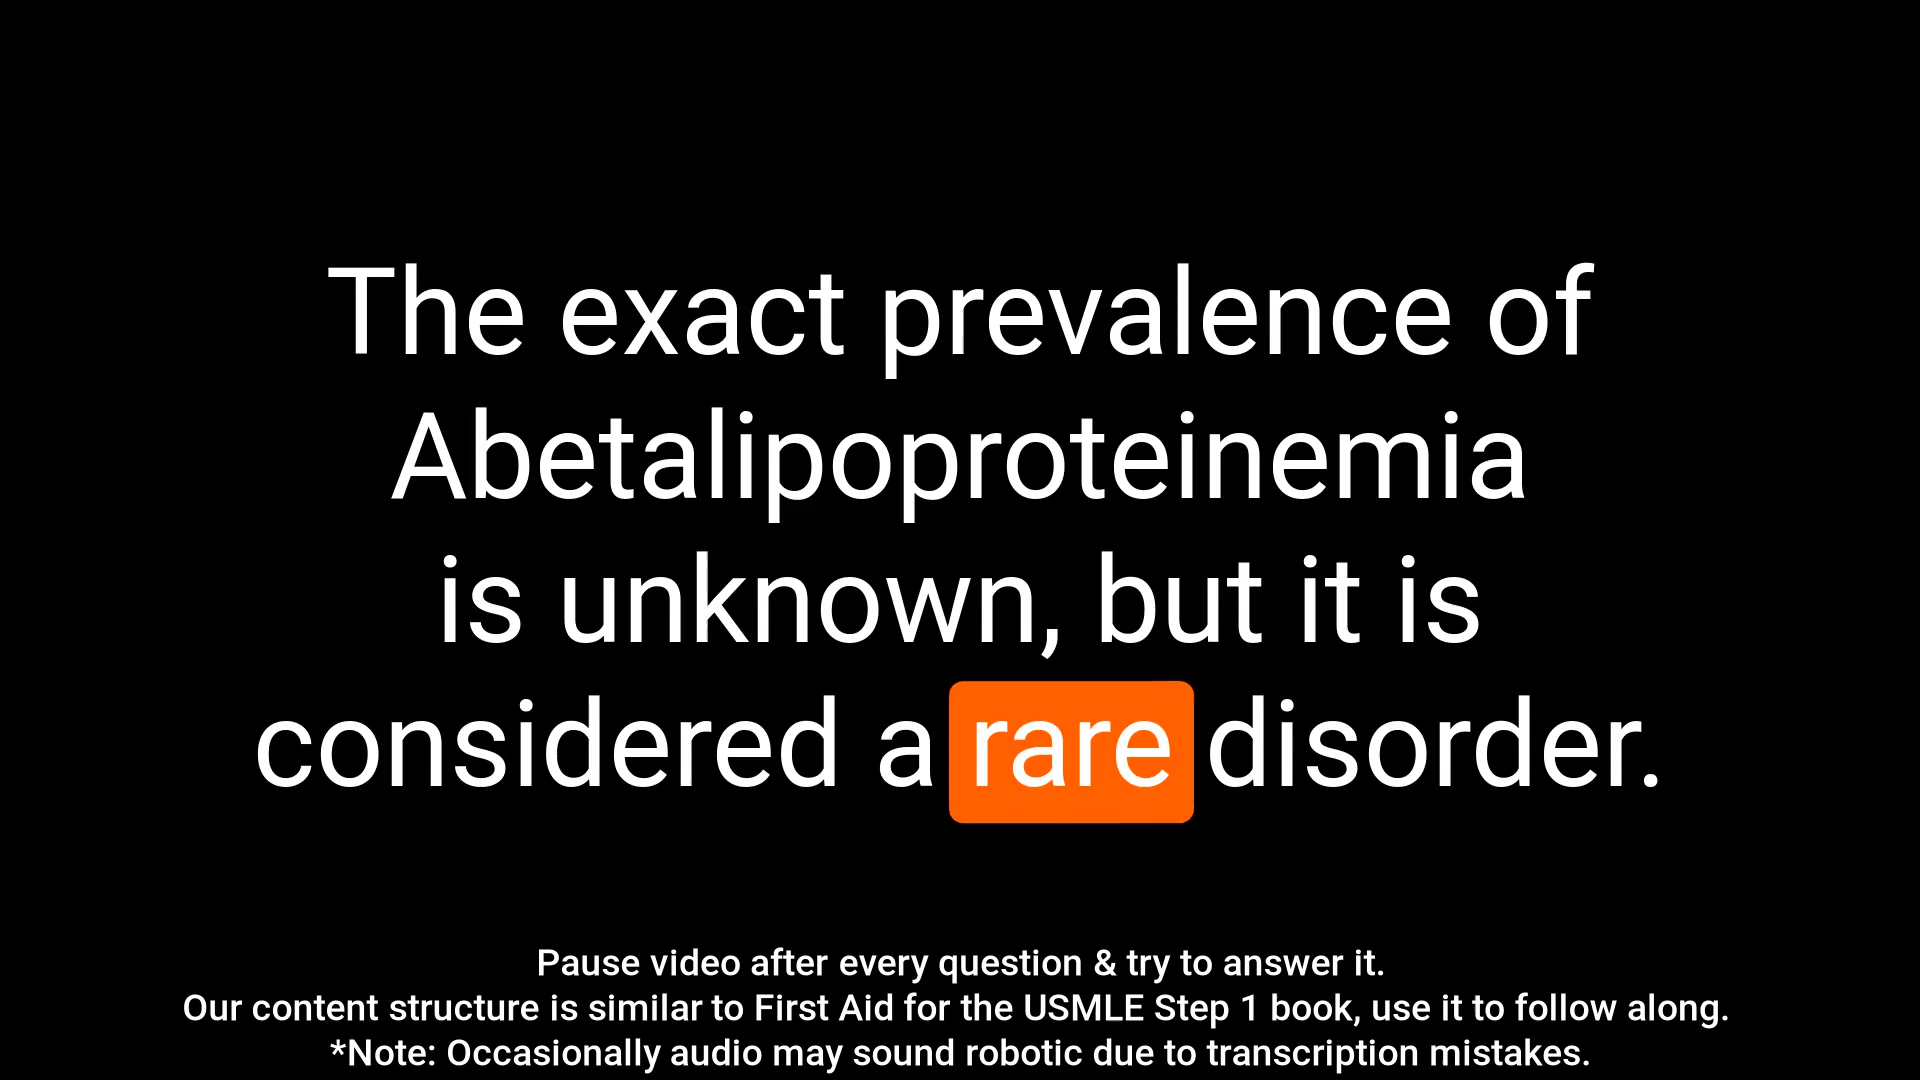 The exact prevalence of
Abetalipoproteinemia
is unknown, but it is
considered a rare disorder.
Pause video after every question & try to answer it.
Our content structure is similar to First Aid for the USMLE Step 1 book, use it to follow along.
*Note: Occasionally audio may sound robotic due to transcription mistakes.